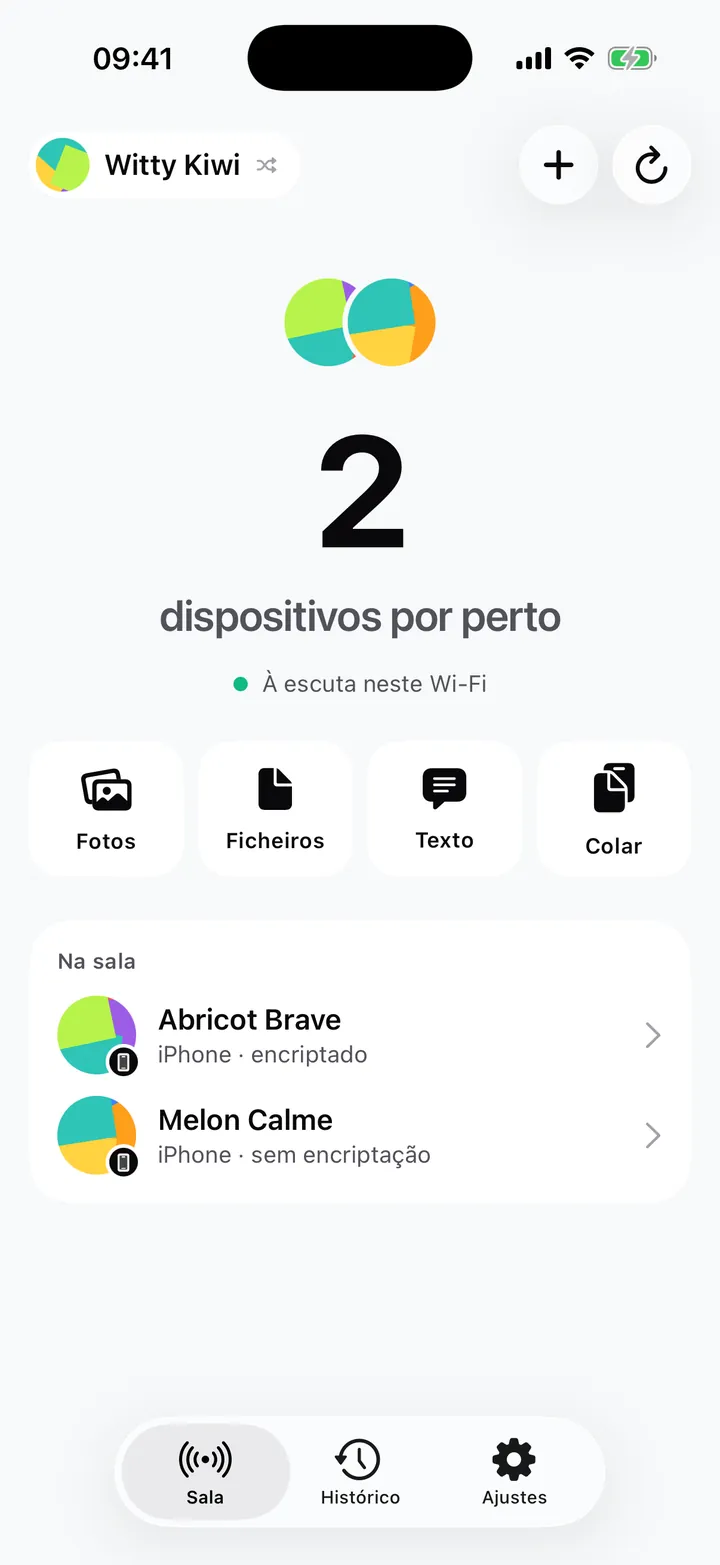 09:41
Witty Kiwi
2
dispositivos por perto
À escuta neste Wi-Fi
Fotos
Ficheiros
Texto
Colar
Na sala
Abricot Brave
iPhone · encriptado
Melon Calme
iPhone · sem encriptação
Sala
Histórico
Ajustes